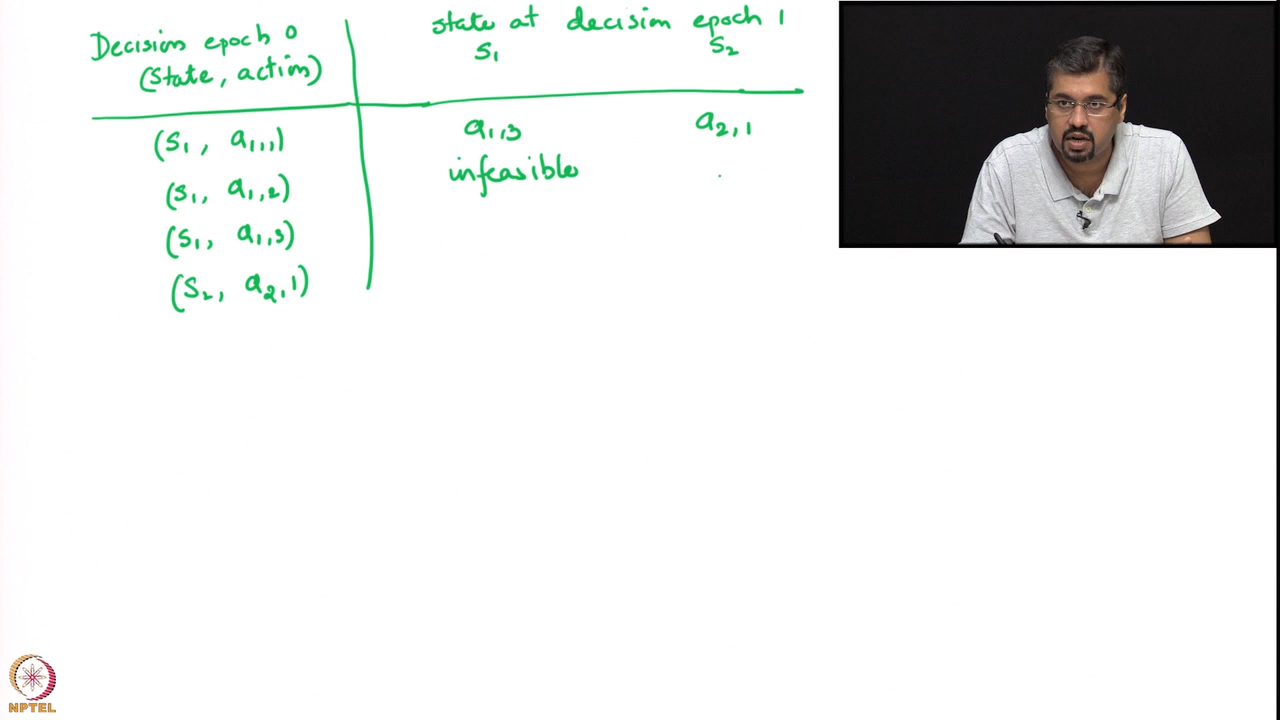 Decision epoch 0
(state, action)
state at decision epoch 1
s₁ s₂
(s₁, a₁,₁) a₁,₃ a₂,₁
(s₁, a₁,₂) infeasible
(s₁, a₁,₃)
(s₂, a₂,₁)
NPTEL